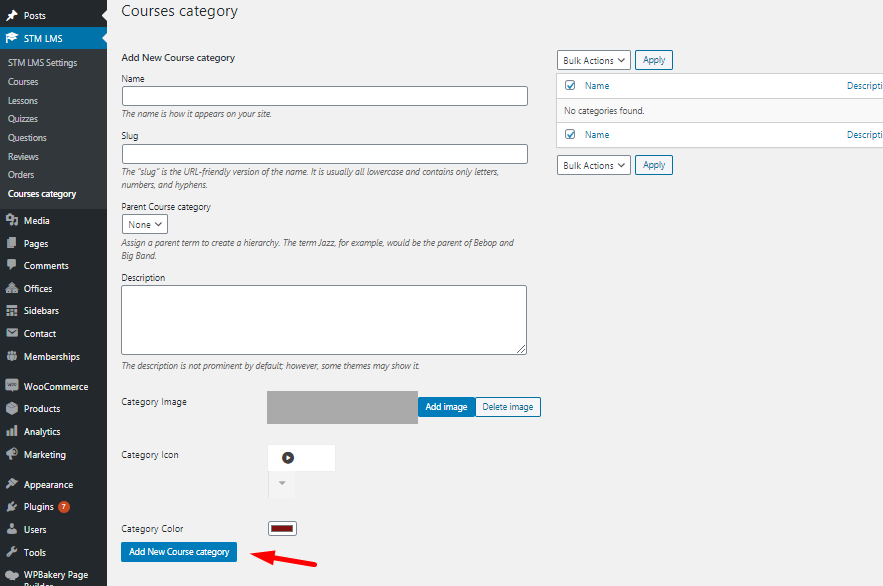 Posts
STM LMS
STM LMS Settings
Courses
Lessons
Quizzes
Questions
Reviews
Orders
Courses category
Media
Pages
Comments
Offices
Sidebars
Contact
Memberships
WooCommerce
Products
Analytics
Marketing
Appearance
Plugins 7
Users
Tools
WPBakery Page
Builder
Courses category
Add New Course category
Name
The name is how it appears on your site.
Slug
The "slug" is the URL-friendly version of the name. It is usually all lowercase and contains only letters,
numbers, and hyphens.
Parent Course category
None
Assign a parent term to create a hierarchy. The term Jazz, for example, would be the parent of Bebop and
Big Band.
Description
The description is not prominent by default; however, some themes may show it.
Category Image
Add image Delete image
Category Icon
Category Color
Add New Course category
Bulk Actions Apply
Name Descripti
No categories found.
Name Descripti
Bulk Actions Apply